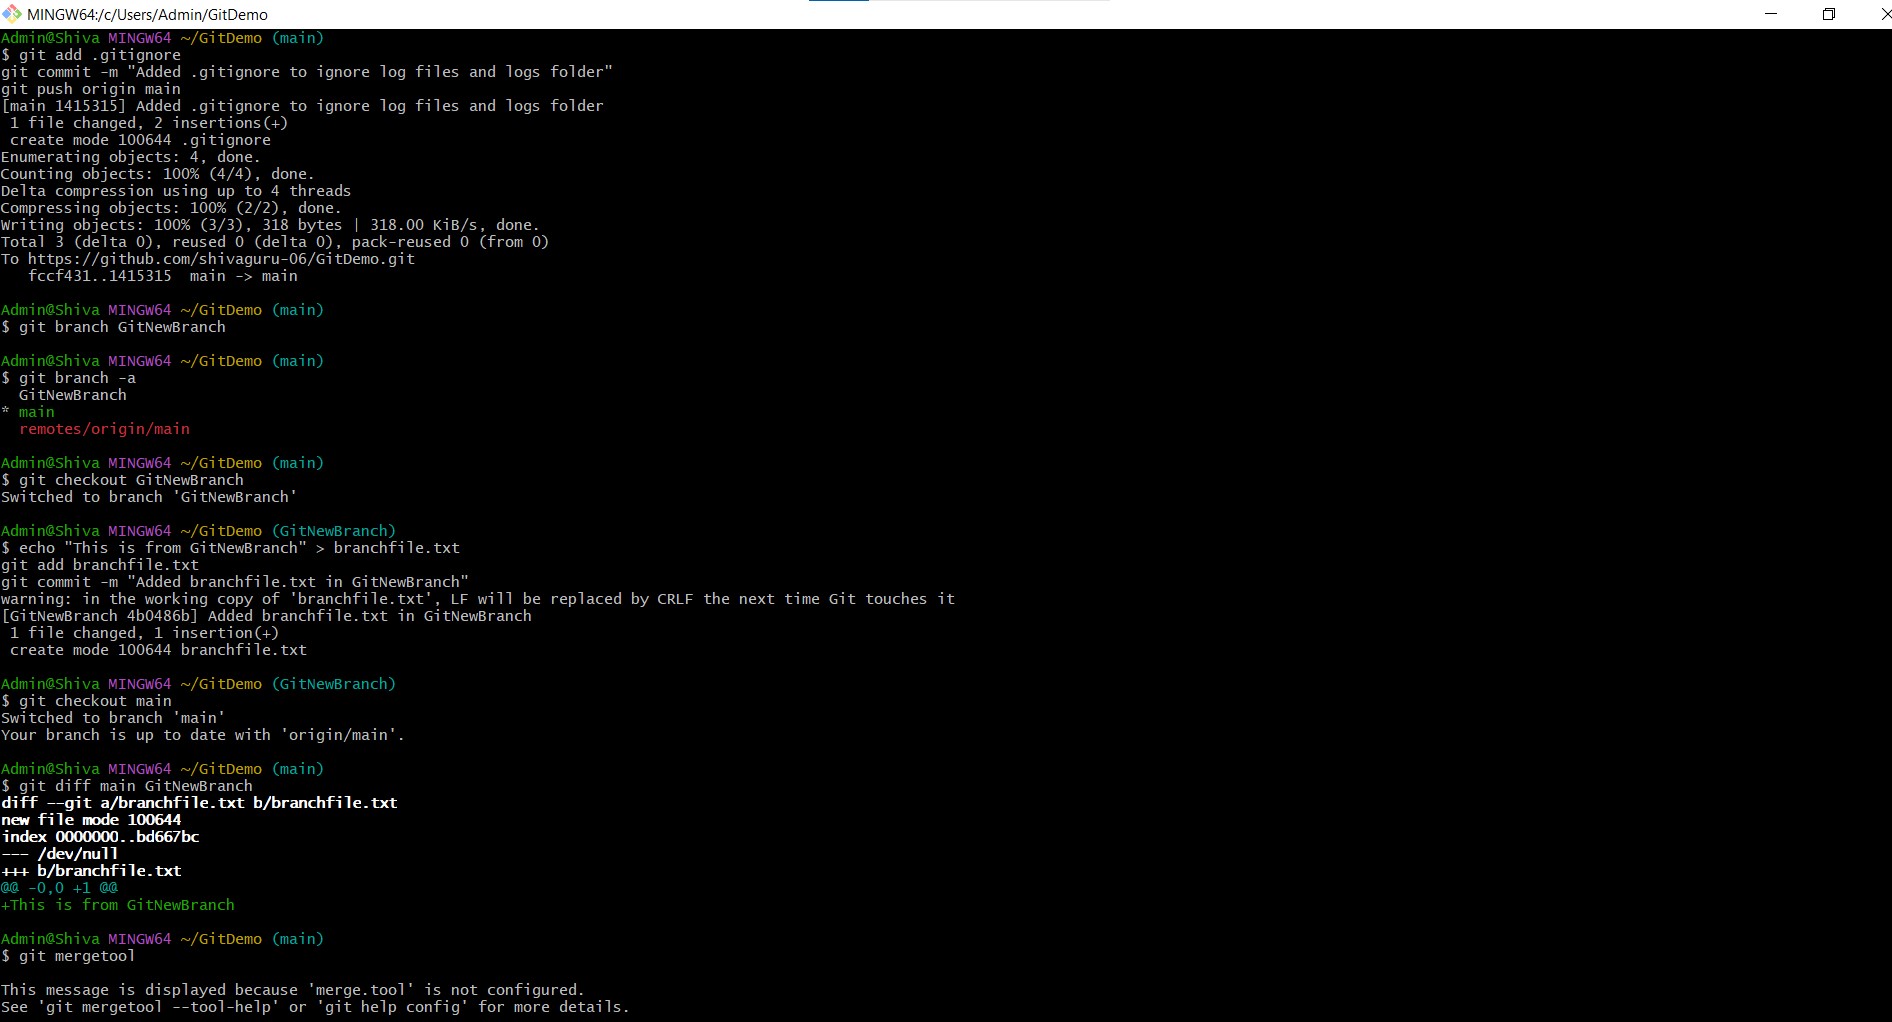 MINGW64:/c/Users/Admin/GitDemo
Admin@Shiva MINGW64 ~/GitDemo (main)
$ git add .gitignore
git commit -m "Added .gitignore to ignore log files and logs folder"
git push origin main
[main 1415315] Added .gitignore to ignore log files and logs folder
 1 file changed, 2 insertions(+)
 create mode 100644 .gitignore
Enumerating objects: 4, done.
Counting objects: 100% (4/4), done.
Delta compression using up to 4 threads
Compressing objects: 100% (2/2), done.
Writing objects: 100% (3/3), 318 bytes | 318.00 KiB/s, done.
Total 3 (delta 0), reused 0 (delta 0), pack-reused 0 (from 0)
To https://github.com/shivaguru-06/GitDemo.git
   fccf431..1415315  main -> main

Admin@Shiva MINGW64 ~/GitDemo (main)
$ git branch GitNewBranch

Admin@Shiva MINGW64 ~/GitDemo (main)
$ git branch -a
  GitNewBranch
* main
  remotes/origin/main

Admin@Shiva MINGW64 ~/GitDemo (main)
$ git checkout GitNewBranch
Switched to branch 'GitNewBranch'

Admin@Shiva MINGW64 ~/GitDemo (GitNewBranch)
$ echo "This is from GitNewBranch" > branchfile.txt
git add branchfile.txt
git commit -m "Added branchfile.txt in GitNewBranch"
warning: in the working copy of 'branchfile.txt', LF will be replaced by CRLF the next time Git touches it
[GitNewBranch 4b0486b] Added branchfile.txt in GitNewBranch
 1 file changed, 1 insertion(+)
 create mode 100644 branchfile.txt

Admin@Shiva MINGW64 ~/GitDemo (GitNewBranch)
$ git checkout main
Switched to branch 'main'
Your branch is up to date with 'origin/main'.

Admin@Shiva MINGW64 ~/GitDemo (main)
$ git diff main GitNewBranch
diff --git a/branchfile.txt b/branchfile.txt
new file mode 100644
index 0000000..bd667bc
--- /dev/null
+++ b/branchfile.txt
@@ -0,0 +1 @@
+This is from GitNewBranch

Admin@Shiva MINGW64 ~/GitDemo (main)
$ git mergetool

This message is displayed because 'merge.tool' is not configured.
See 'git mergetool --tool-help' or 'git help config' for more details.